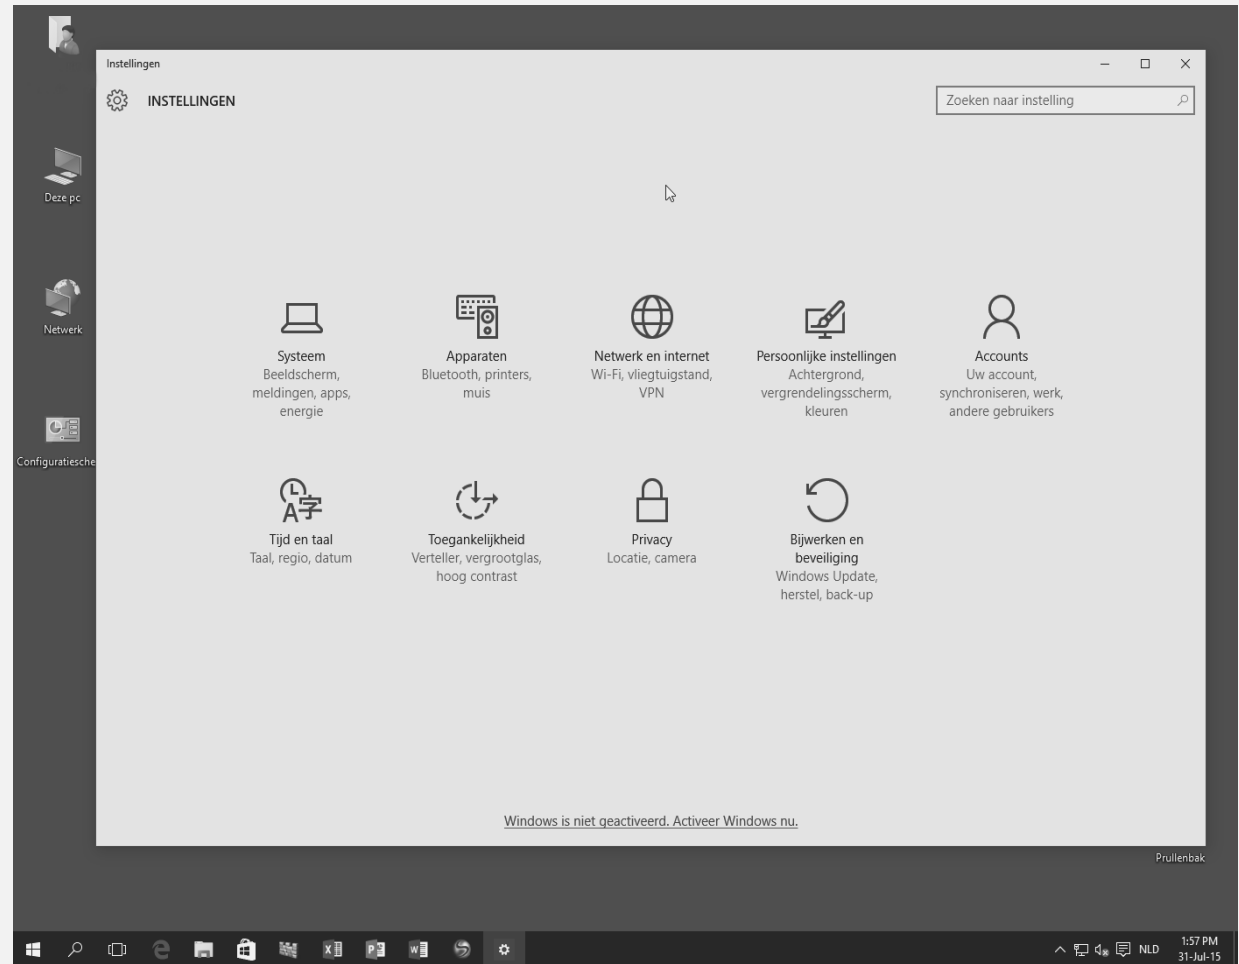 Instellingen
INSTELLINGEN
Zoeken naar instelling
Deze pc
Netwerk
Configuratiesche
Systeem
Beeldscherm,
meldingen, apps,
energie
Apparaten
Bluetooth, printers,
muis
Netwerk en internet
Wi-Fi, vliegtuigstand,
VPN
Persoonlijke instellingen
Achtergrond,
vergrendelingsscherm,
kleuren
Accounts
Uw account,
synchroniseren, werk,
andere gebruikers
Tijd en taal
Taal, regio, datum
Toegankelijkheid
Verteller, vergrootglas,
hoog contrast
Privacy
Locatie, camera
Bijwerken en
beveiliging
Windows Update,
herstel, back-up
Windows is niet geactiveerd. Activeer Windows nu.
Prullenbak
NLD
1:57 PM
31-Jul-15